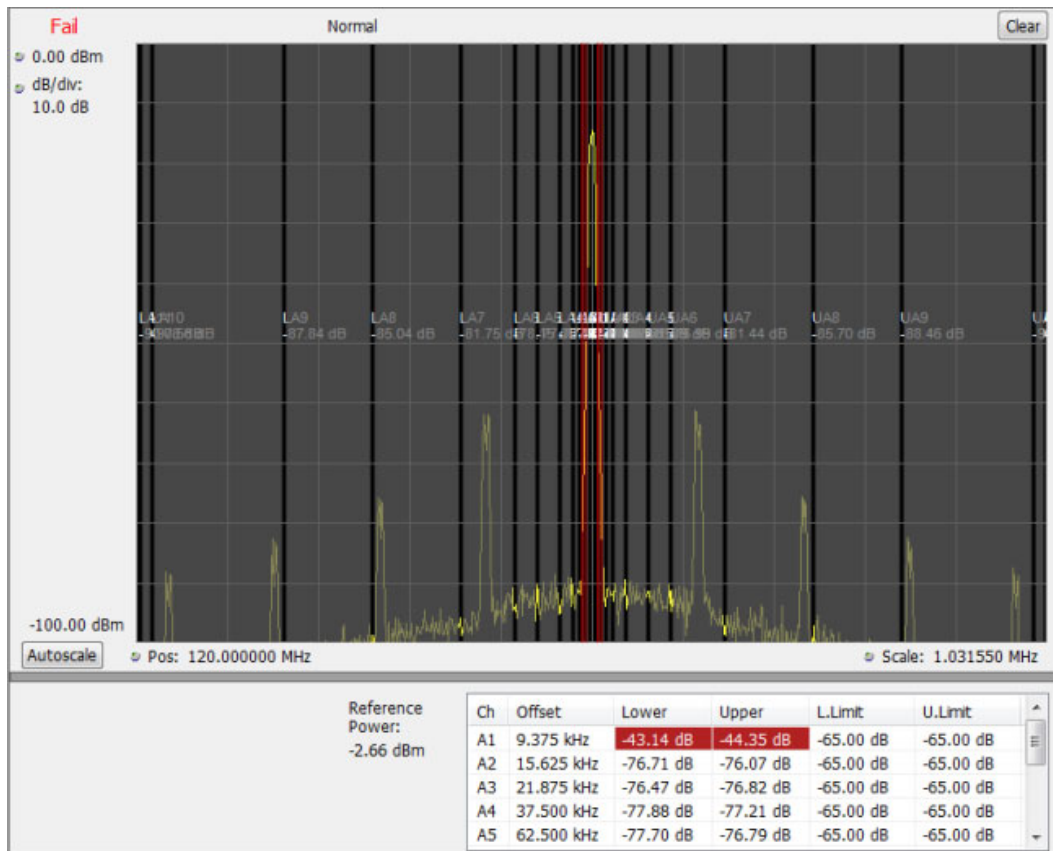 Fail Normal Clear
0.00 dBm
dB/div:
10.0 dB
LA9 LA8 LA7 UA6 UA7 UA8 UA9
-87.84 dB -85.04 dB -81.44 dB -85.70 dB -88.46 dB
-100.00 dBm
Autoscale Pos: 120.000000 MHz Scale: 1.031550 MHz
Reference
Power:
-2.66 dBm
Ch Offset Lower Upper L.Limit U.Limit
A1 9.375 kHz -43.14 dB -44.35 dB -65.00 dB -65.00 dB
A2 15.625 kHz -76.71 dB -76.07 dB -65.00 dB -65.00 dB
A3 21.875 kHz -76.47 dB -76.82 dB -65.00 dB -65.00 dB
A4 37.500 kHz -77.88 dB -77.21 dB -65.00 dB -65.00 dB
A5 62.500 kHz -77.70 dB -76.79 dB -65.00 dB -65.00 dB